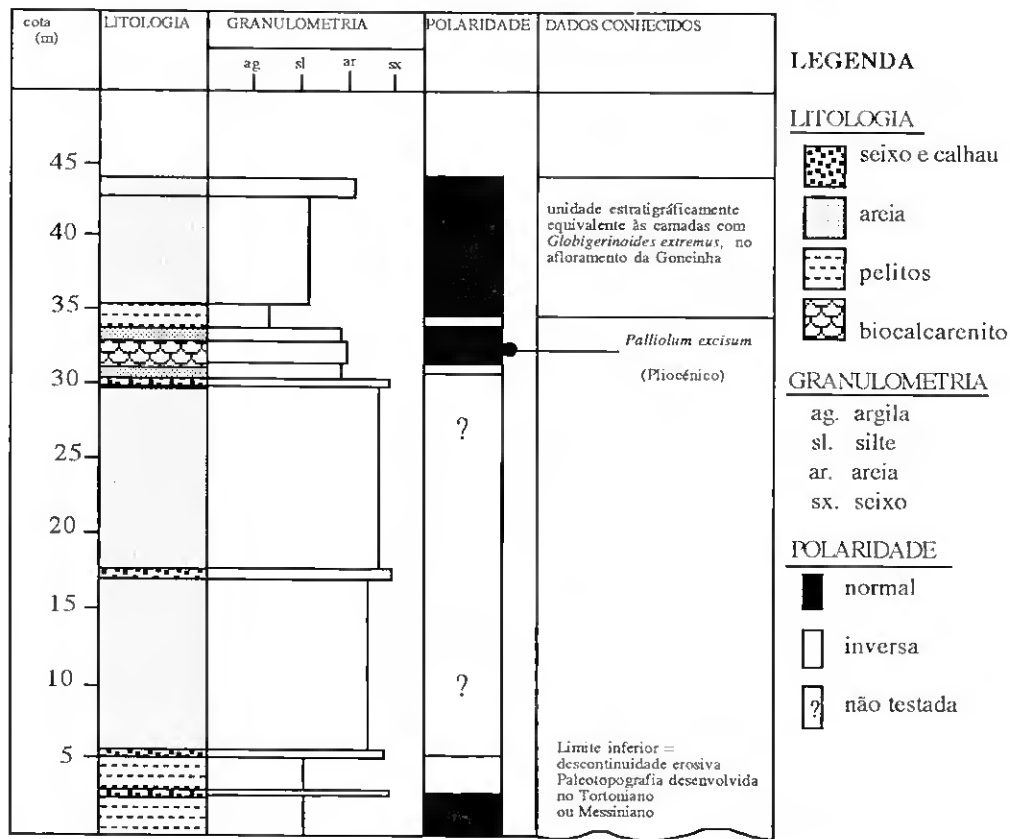 cota
(m)
LITOLOGIA
GRANULOMETRIA
POLARIDADE
DADOS CONHECIDOS
ag
sl
ar
sx
45
40
35
30
25
20
15
10
5
?
?
unidade estratigráficamente
equivalente às camadas com
Globigerinoides extremus, no
afloramento da Goncinha
Palliolum excisum
(Pliocénico)
Limite inferior =
descontinuidade erosiva
Paleotopografia desenvolvida
no Tortoniano
ou Messiniano
LEGENDA
LITOLOGIA
seixo e calhau
areia
pelitos
biocalcarenito
GRANULOMETRIA
ag. argila
sl. silte
ar. areia
sx. seixo
POLARIDADE
normal
inversa
? não testada